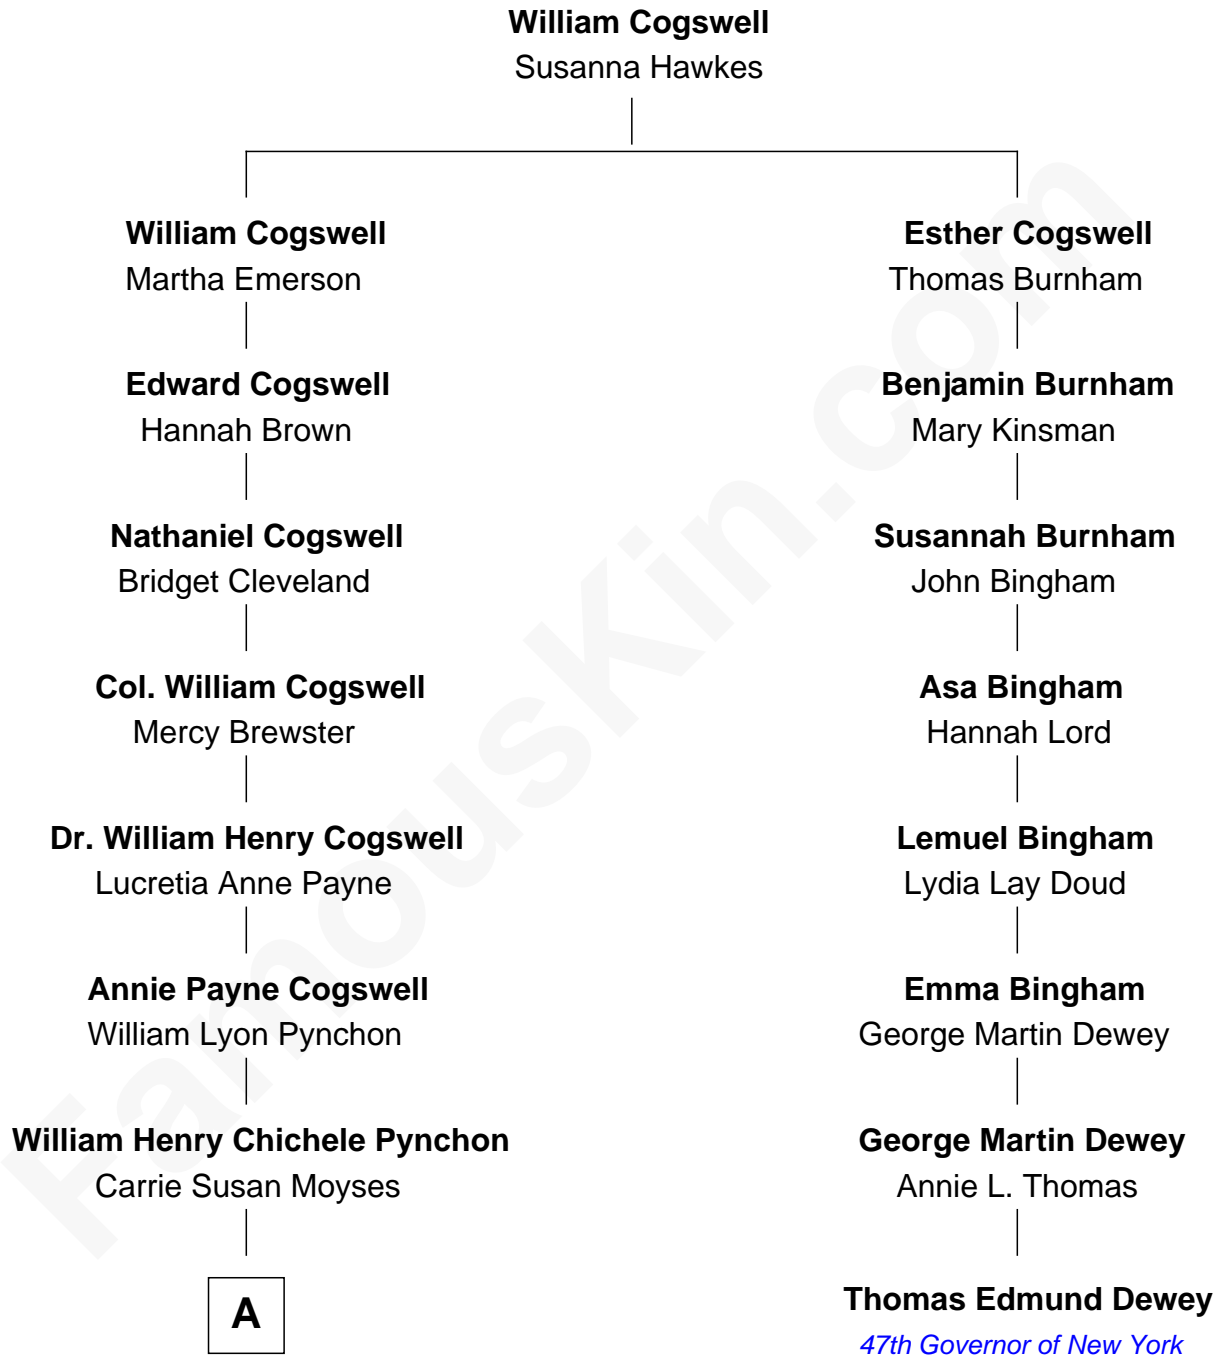 William Cogswell
Susanna Hawkes
William Cogswell
Martha Emerson
Edward Cogswell
Hannah Brown
Nathaniel Cogswell
Bridget Cleveland
Col. William Cogswell
Mercy Brewster
Dr. William Henry Cogswell
Lucretia Anne Payne
Annie Payne Cogswell
William Lyon Pynchon
William Henry Chichele Pynchon
Carrie Susan Moyses
A
Esther Cogswell
Thomas Burnham
Benjamin Burnham
Mary Kinsman
Susannah Burnham
John Bingham
Asa Bingham
Hannah Lord
Lemuel Bingham
Lydia Lay Doud
Emma Bingham
George Martin Dewey
George Martin Dewey
Annie L. Thomas
Thomas Edmund Dewey
47th Governor of New York
FamousKin.com